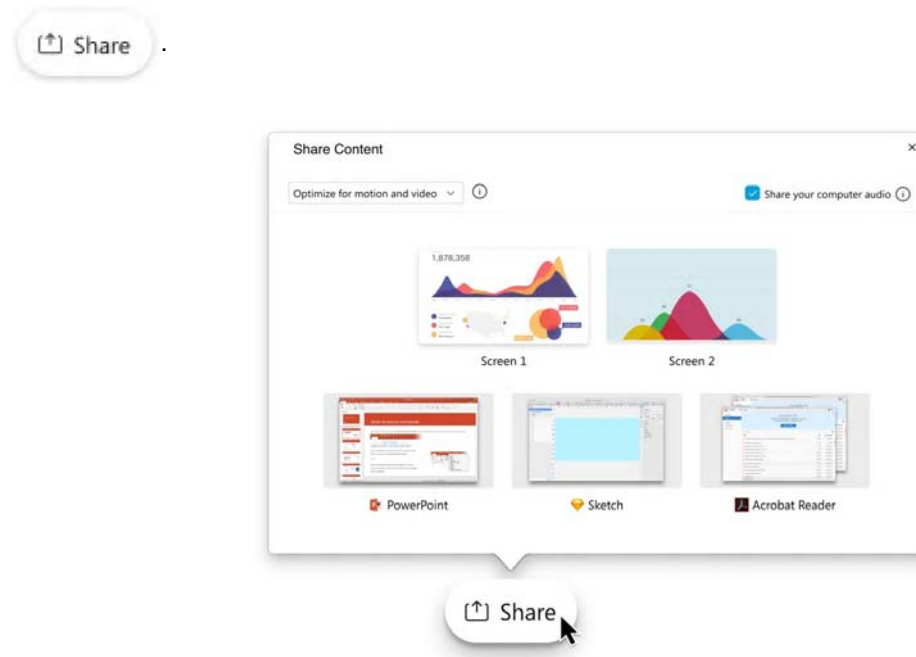 Share .
Share Content ×
Optimize for motion and video Share your computer audio
1,878,358
Screen 1 Screen 2
PowerPoint Sketch Acrobat Reader
Share